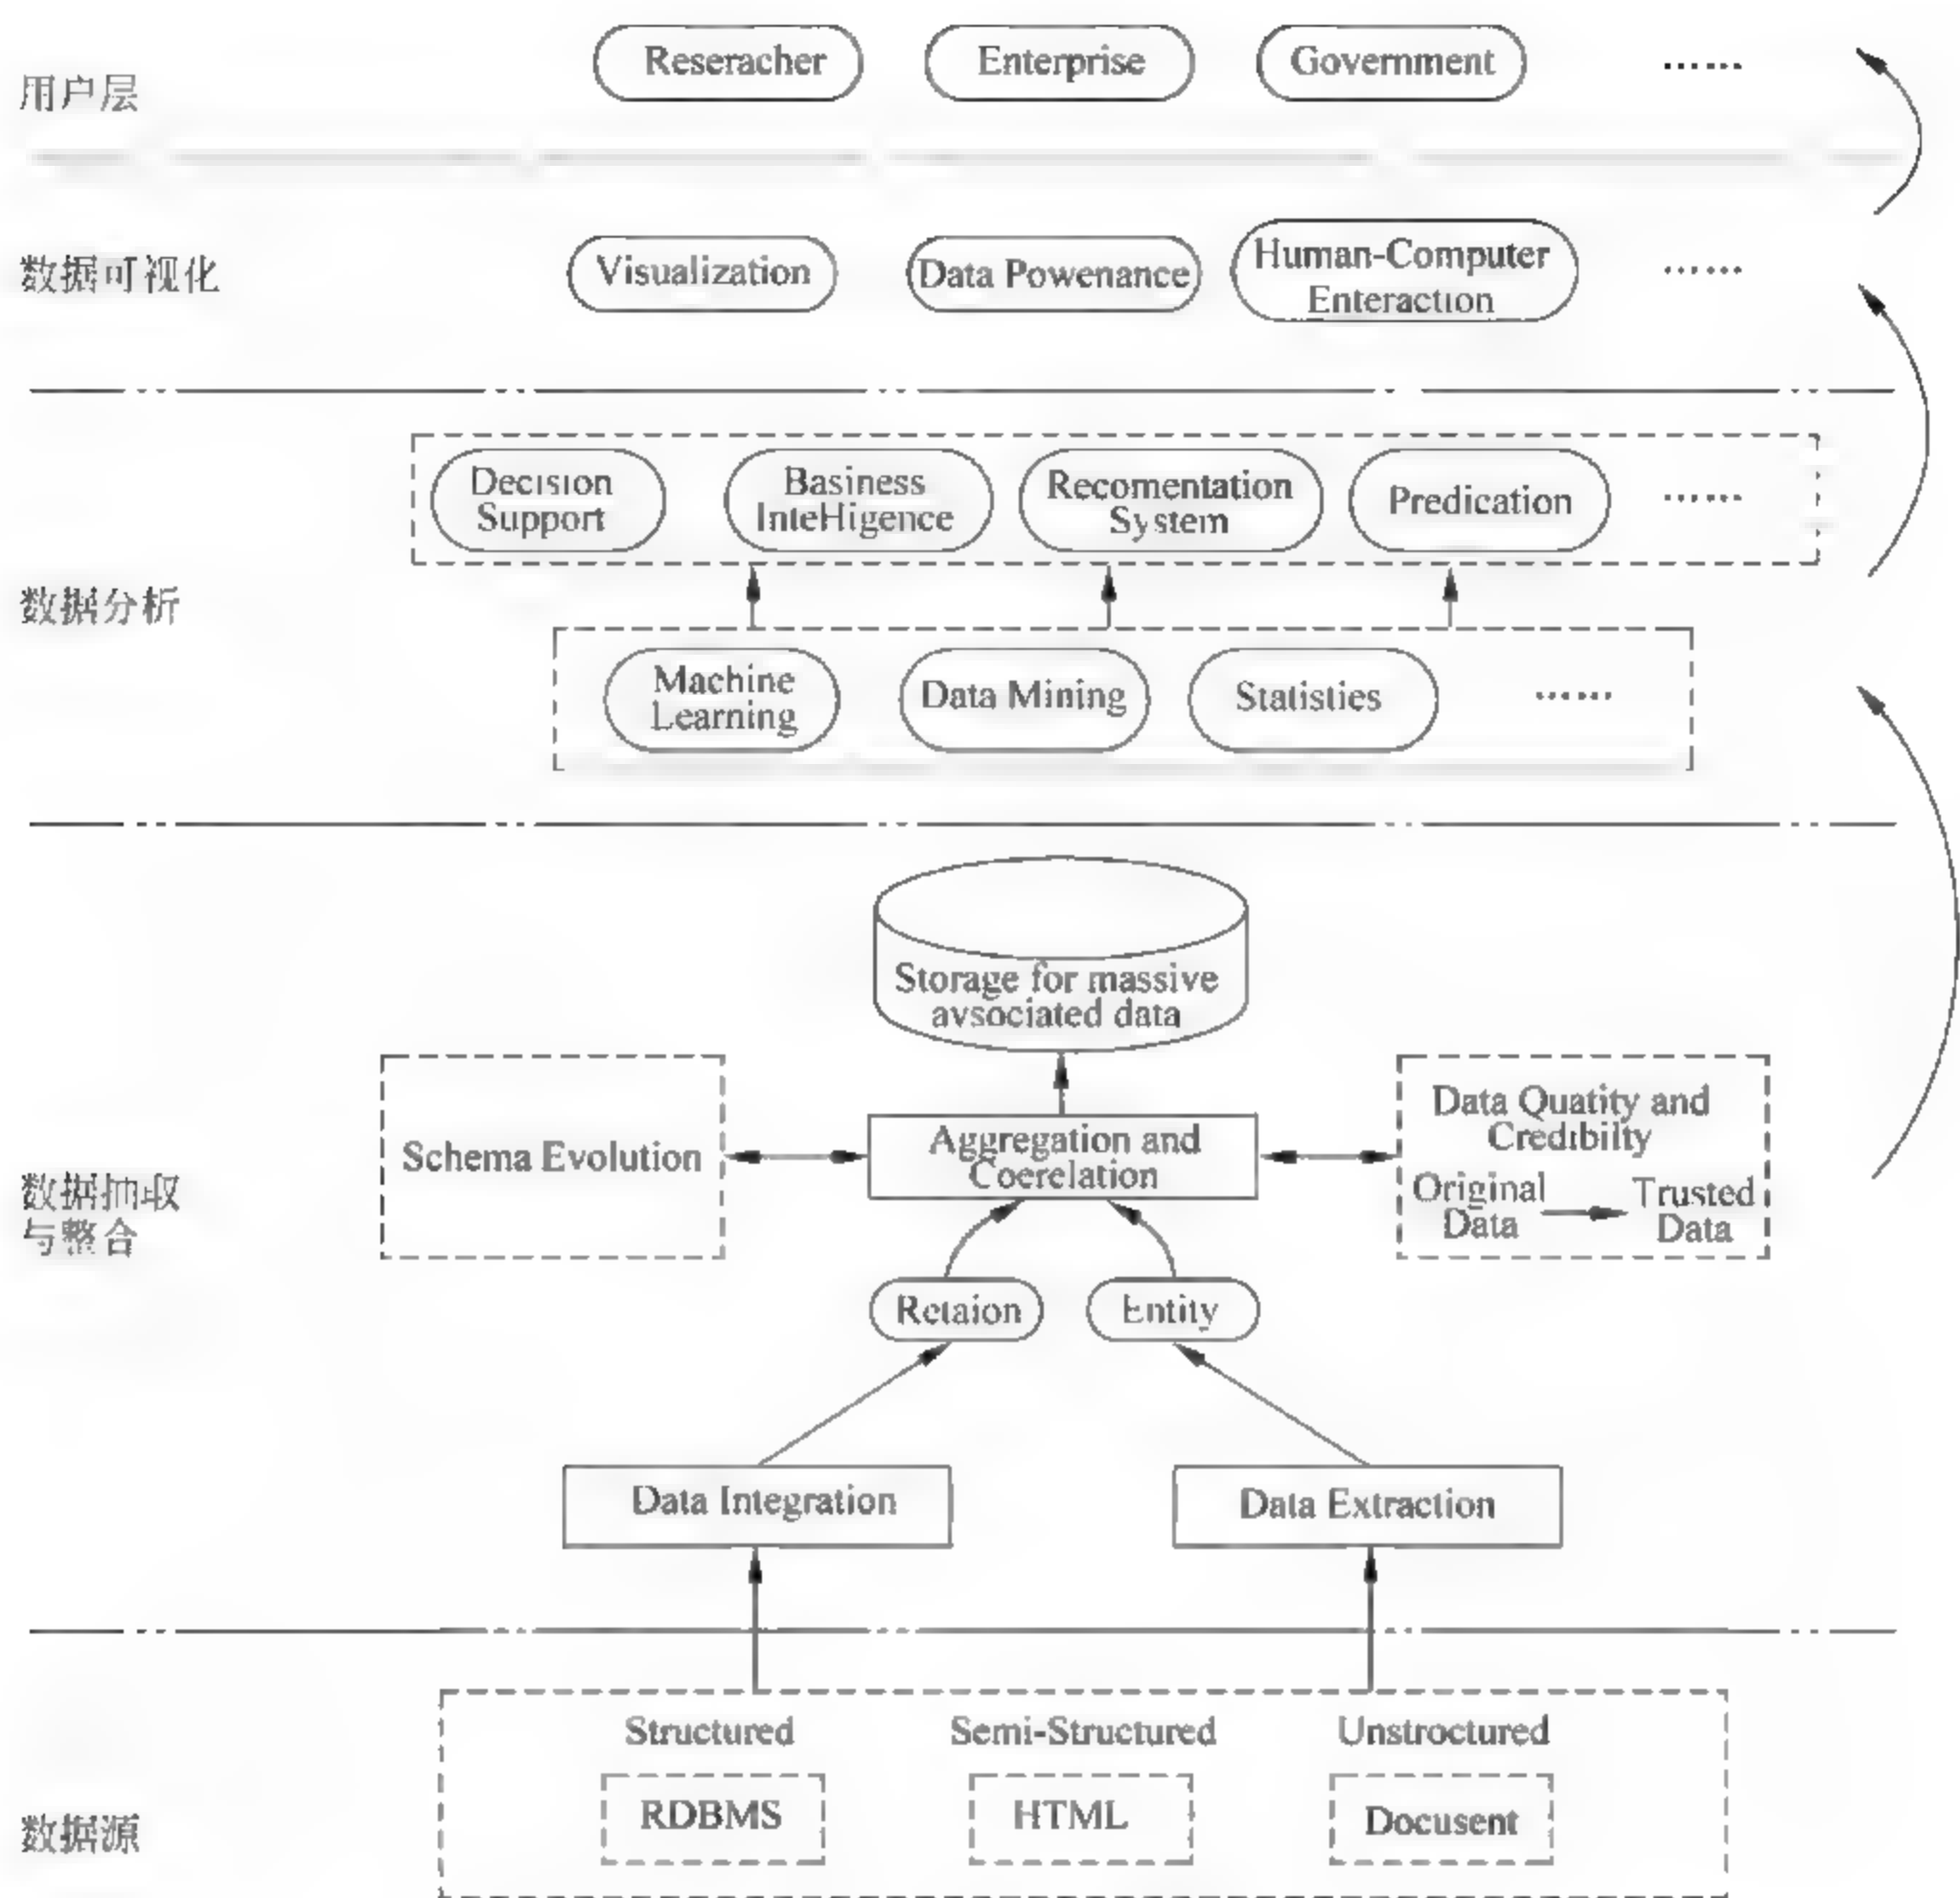 用户层
Reseracher
Enterprise
Government
……
数据可视化
Visualization
Data Powenance
Human-Computer
Enteraction
……
数据分析
Decision
Support
Basiness
InteHigence
Recomentation
System
Predication
……
Machine
Learning
Data Mining
Statisties
……
数据抽取
与整合
Storage for massive
avsociated data
Schema Evolution
Aggregation and
Coerelation
Data Quatity and
Credibilty
Original
Data
Trusted
Data
Retaion
Entity
Data Integration
Data Extraction
数据源
Structured
Semi-Structured
Unstroctured
RDBMS
HTML
Docusent